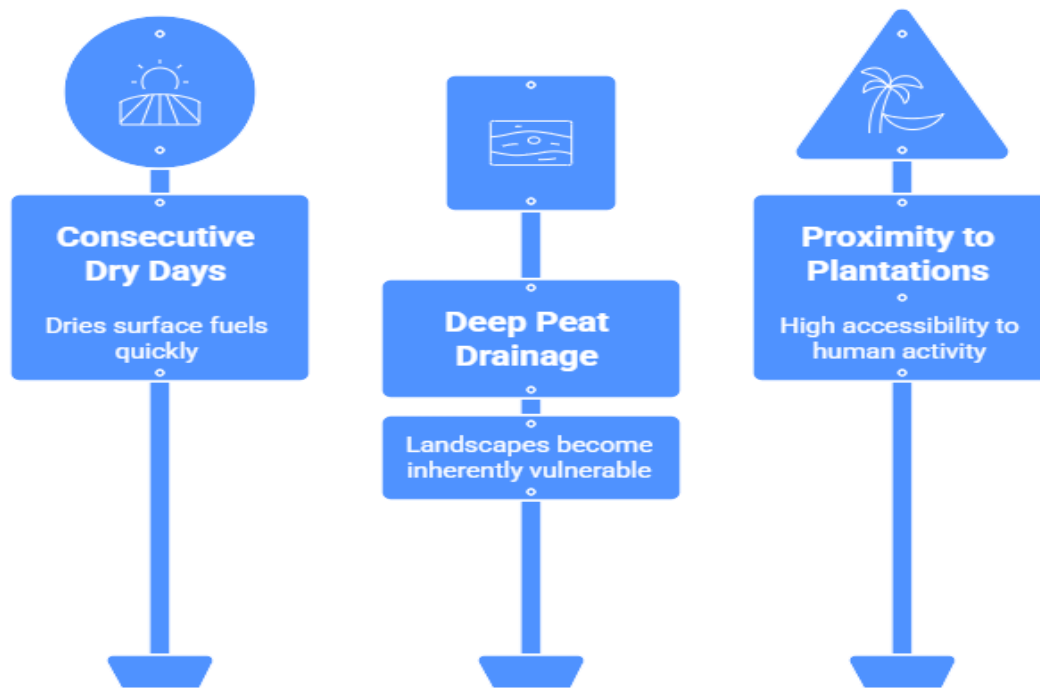 Consecutive
Dry Days
Dries surface fuels
quickly
Deep Peat
Drainage
Landscapes become
inherently vulnerable
Proximity to
Plantations
High accessibility to
human activity